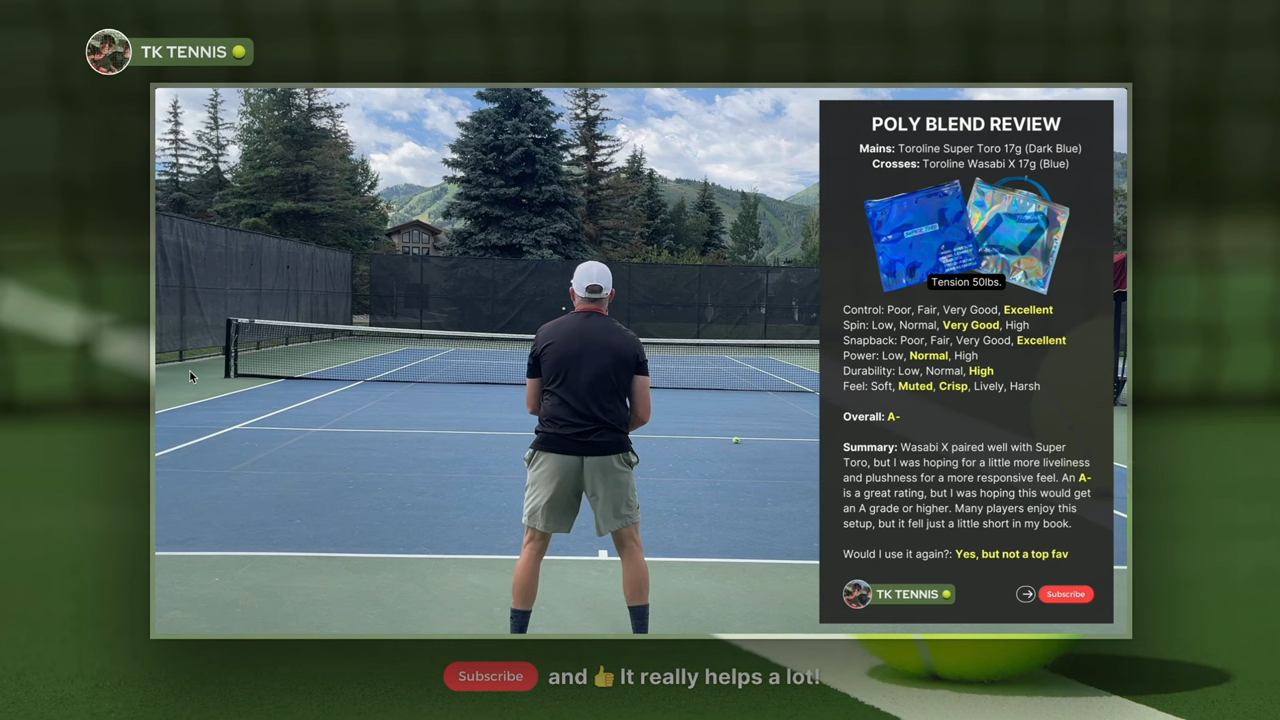 TK TENNIS
POLY BLEND REVIEW
Mains: Toroline Super Toro 17g (Dark Blue)
Crosses: Toroline Wasabi X 17g (Blue)
SUPER TORO
Tension 50lbs.
Control: Poor, Fair, Very Good, Excellent
Spin: Low, Normal, Very Good, High
Snapback: Poor, Fair, Very Good, Excellent
Power: Low, Normal, High
Durability: Low, Normal, High
Feel: Soft, Muted, Crisp, Lively, Harsh
Overall: A-
Summary: Wasabi X paired well with Super
Toro, but I was hoping for a little more liveliness
and plushness for a more responsive feel. An A-
is a great rating, but I was hoping this would get
an A grade or higher. Many players enjoy this
setup, but it fell just a little short in my book.
Would I use it again?: Yes, but not a top fav
TK TENNIS
Subscribe
Subscribe and 👍 It really helps a lot!